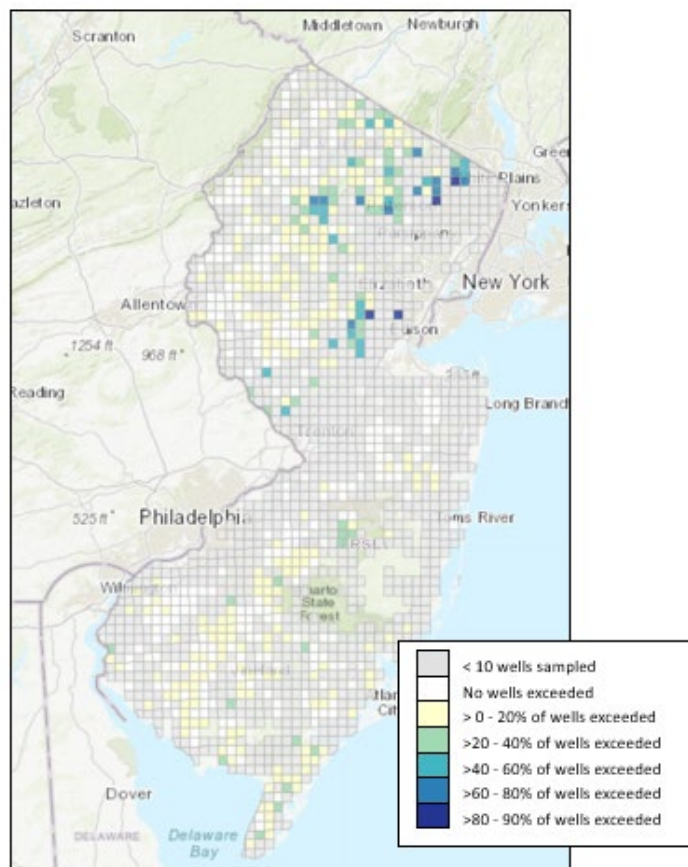 Middletown
Newburgh
Scranton
Plains
Yonkers
New York
Elizabeth
Allentow
1254 ft
968 ft
Reading
Long Brand
Trenton
525 ft
Philadelphia
Toms River
State
Forest
Dover
DELAWARE
Delaware
Bay
< 10 wells sampled
No wells exceeded
> 0 - 20% of wells exceeded
>20 - 40% of wells exceeded
>40 - 60% of wells exceeded
>60 - 80% of wells exceeded
>80 - 90% of wells exceeded